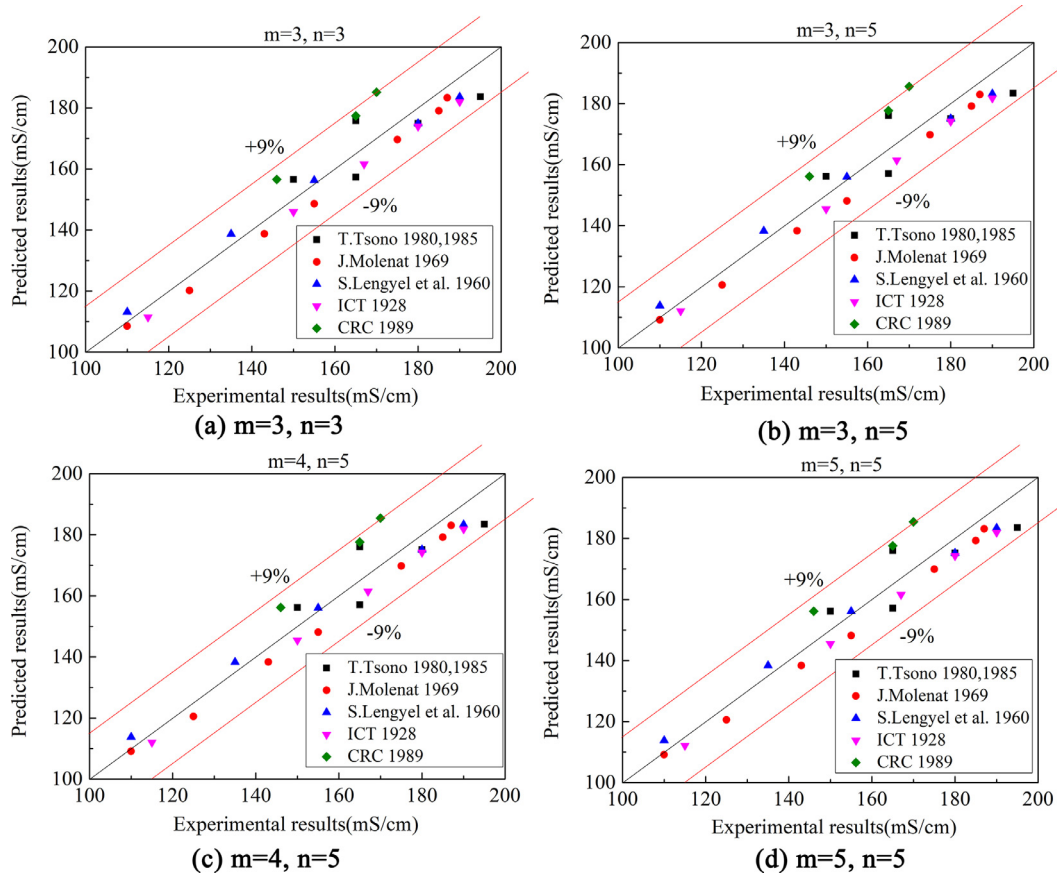 m=3, n=3
200
180
160
140
120
100
Predicted results(mS/cm)
+9%
-9%
T.Tsono 1980,1985
J.Molenat 1969
S.Lengyel et al. 1960
ICT 1928
CRC 1989
100 120 140 160 180 200
Experimental results(mS/cm)
(a) m=3, n=3
m=3, n=5
200
180
160
140
120
100
Predicted results(mS/cm)
+9%
-9%
T.Tsono 1980,1985
J.Molenat 1969
S.Lengyel et al. 1960
ICT 1928
CRC 1989
100 120 140 160 180 200
Experimental results(mS/cm)
(b) m=3, n=5
m=4, n=5
200
180
160
140
120
100
Predicted results(mS/cm)
+9%
-9%
T.Tsono 1980,1985
J.Molenat 1969
S.Lengyel et al. 1960
ICT 1928
CRC 1989
100 120 140 160 180 200
Experimental results(mS/cm)
(c) m=4, n=5
m=5, n=5
200
180
160
140
120
100
Predicted results(mS/cm)
+9%
-9%
T.Tsono 1980,1985
J.Molenat 1969
S.Lengyel et al. 1960
ICT 1928
CRC 1989
100 120 140 160 180 200
Experimental results(mS/cm)
(d) m=5, n=5